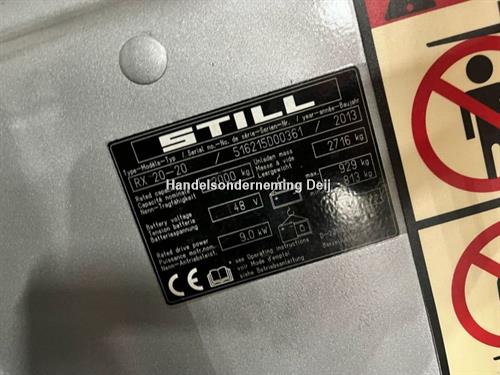 STILL
Type-Modèle-Typ / Serial no.-No. de série-Serien-Nr. / year-année-Baujahr
RX 20-20 / 516215D00361 / 2013
Rated capacity
Capacité nominale
Nenn-Tragfähigkeit
2000 kg
Unladen mass
Masse à vide
Leergewicht
2716 kg
Handelsonderneming Deij
Battery voltage
Tension batterie
Batteriespannung
48 V
929 kg
813 kg
Rated drive power
Puissance motr.nom.
Nenn-Antriebsleist.
9.0 kW
* see Operating instructions
voir Mode d'emploi
siehe Betriebsanleitung
CE